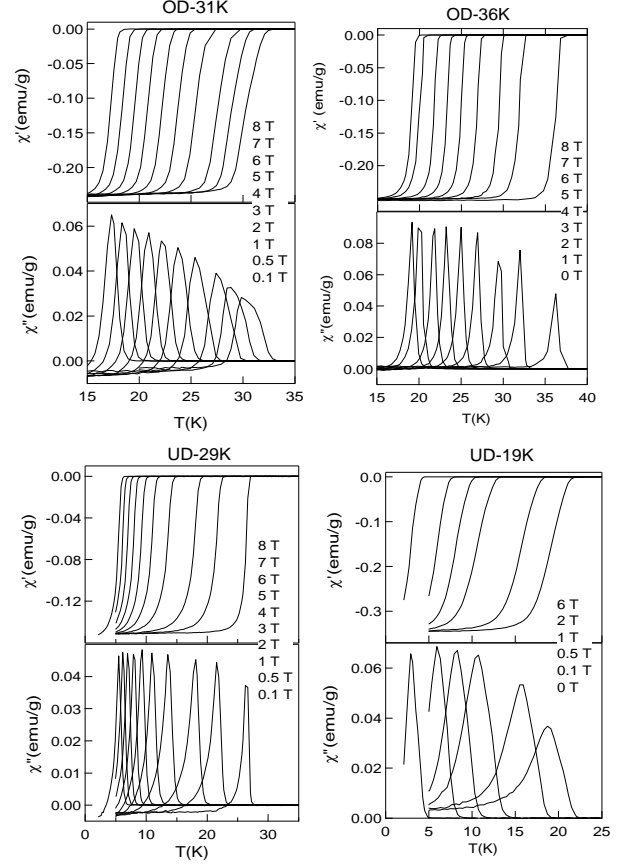 OD-31K
0.00
-0.05
-0.10
-0.15
-0.20
χ'(emu/g)
8 T
7 T
6 T
5 T
4 T
3 T
2 T
1 T
0.5 T
0.1 T
0.06
0.04
0.02
0.00
χ"(emu/g)
15 20 25 30 35
T(K)
OD-36K
0.00
-0.05
-0.10
-0.15
-0.20
χ' (emu/g)
8 T
7 T
6 T
5 T
4 T
3 T
2 T
1 T
0 T
0.08
0.06
0.04
0.02
0.00
χ"(emu/g)
15 20 25 30 35 40
T(K)
UD-29K
0.00
-0.04
-0.08
-0.12
χ'(emu/g)
8 T
7 T
6 T
5 T
4 T
3 T
2 T
1 T
0.5 T
0.1 T
0.04
0.03
0.02
0.01
0.00
χ"(emu/g)
0 10 20 30
T(K)
UD-19K
0.0
-0.1
-0.2
-0.3
χ'(emu/g)
6 T
2 T
1 T
0.5 T
0.1 T
0 T
0.06
0.04
0.02
0.00
χ"(emu/g)
0 5 10 15 20 25
T(K)